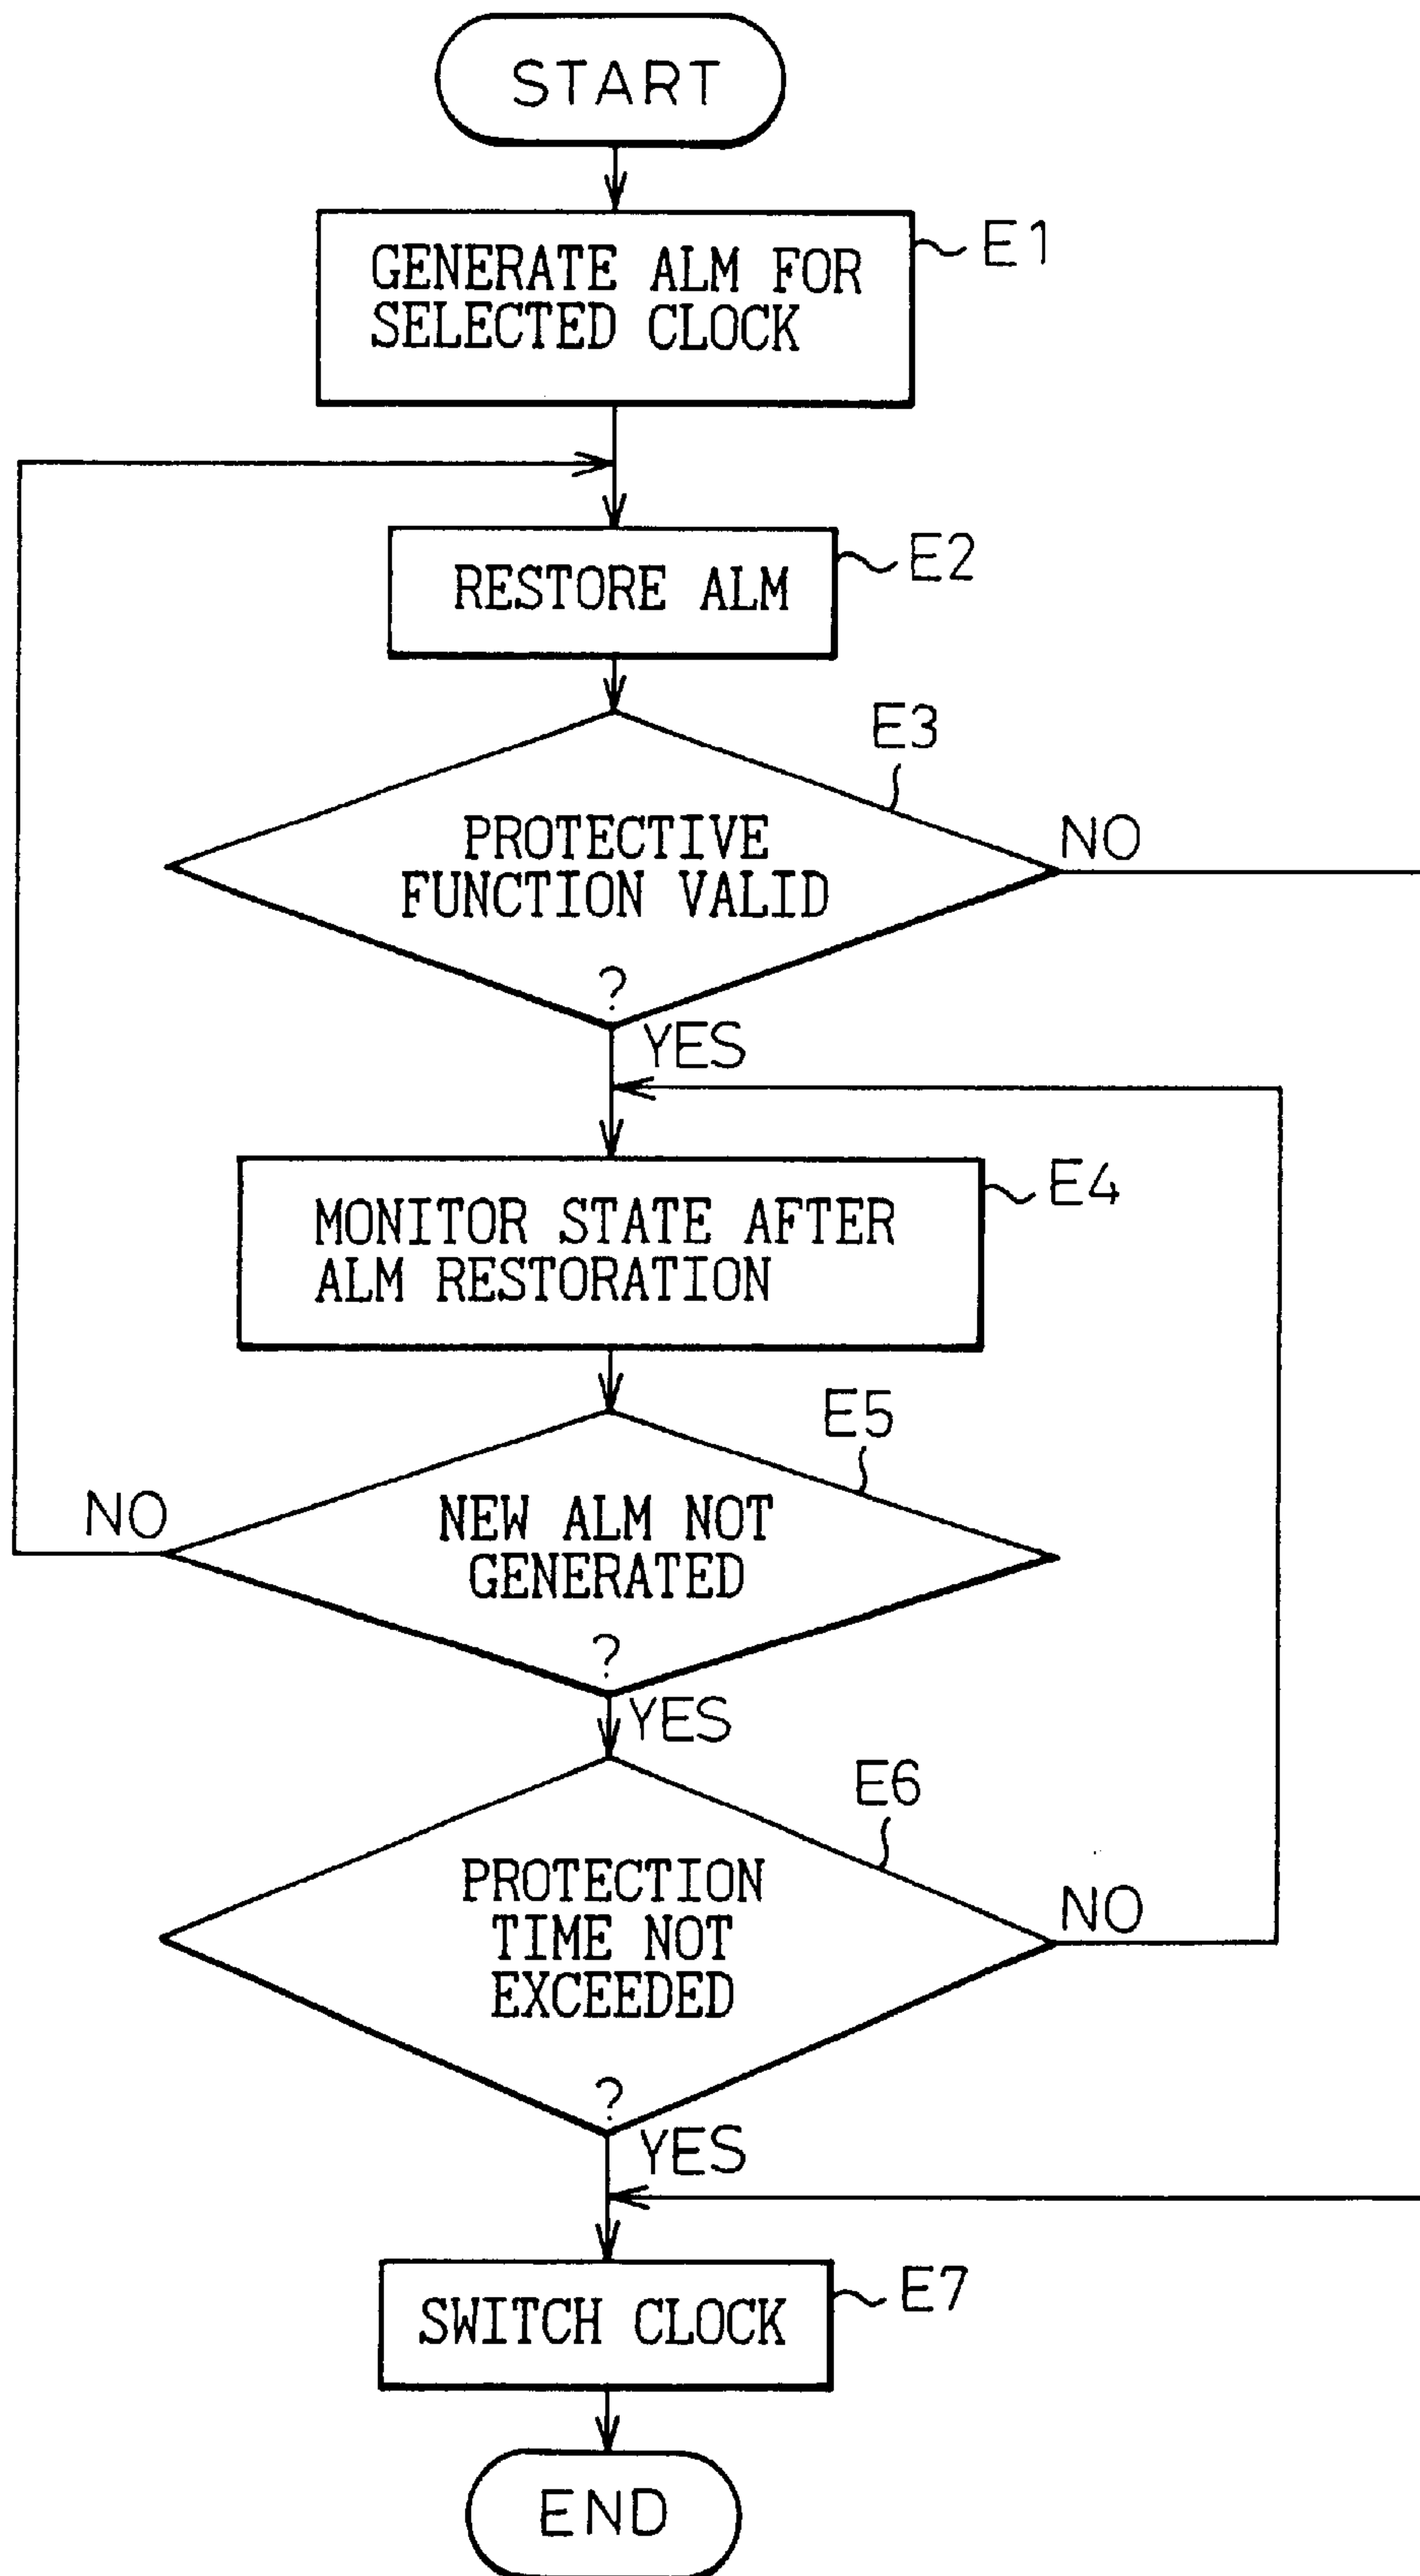 START
GENERATE ALM FOR
SELECTED CLOCK
E1
RESTORE ALM
E2
E3
PROTECTIVE
FUNCTION VALID
?
NO
YES
MONITOR STATE AFTER
ALM RESTORATION
E4
E5
NEW ALM NOT
GENERATED
?
NO
YES
E6
PROTECTION
TIME NOT
EXCEEDED
?
NO
YES
SWITCH CLOCK
E7
END